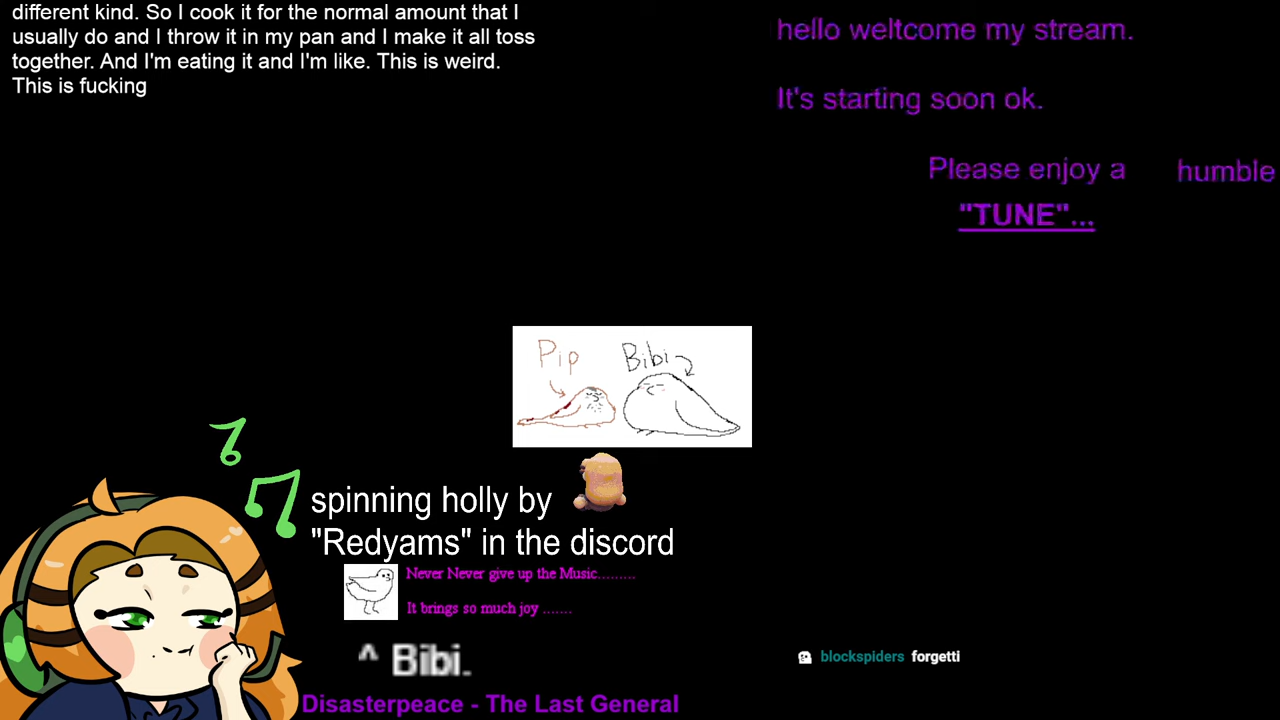 different kind. So I cook it for the normal amount that I
usually do and I throw it in my pan and I make it all toss
together. And I'm eating it and I'm like. This is weird.
This is fucking
hello weltcome my stream.
It's starting soon ok.
Please enjoy a humble
"TUNE"...
Pip Bibi
spinning holly by
"Redyams" in the discord
Never Never give up the Music.........
It brings so much joy .......
^ Bibi.
blockspiders forgetti
Disasterpeace - The Last General